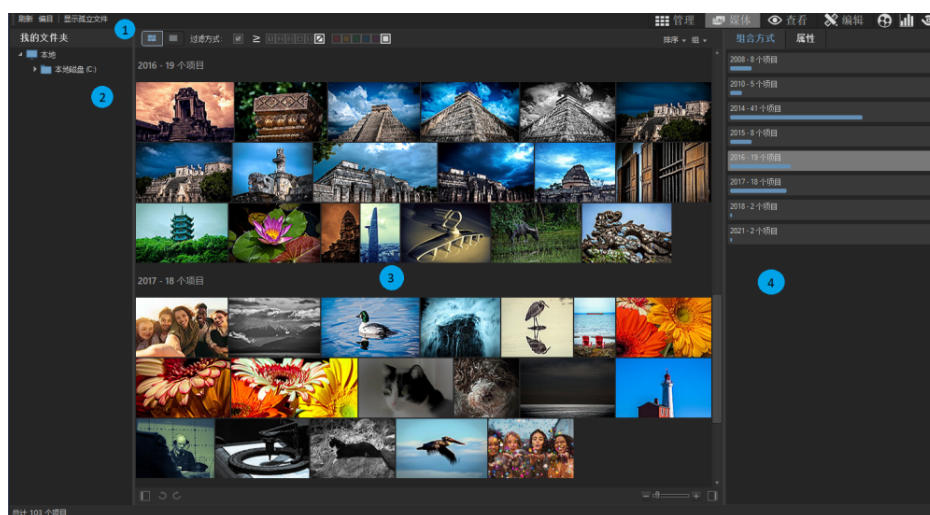 刷新 编目 显示孤立文件
管理 媒体 查看 编辑
我的文件夹
1
过滤方式:
≥
排序 组
组合方式 属性
本地
本地磁盘 (C:)
2
2016 - 19 个项目
2017 - 18 个项目
3
2008 - 8 个项目
2010 - 5 个项目
2014 - 41 个项目
2015 - 8 个项目
2016 - 19 个项目
2017 - 18 个项目
2018 - 2 个项目
2021 - 2 个项目
4
总计 103 个项目